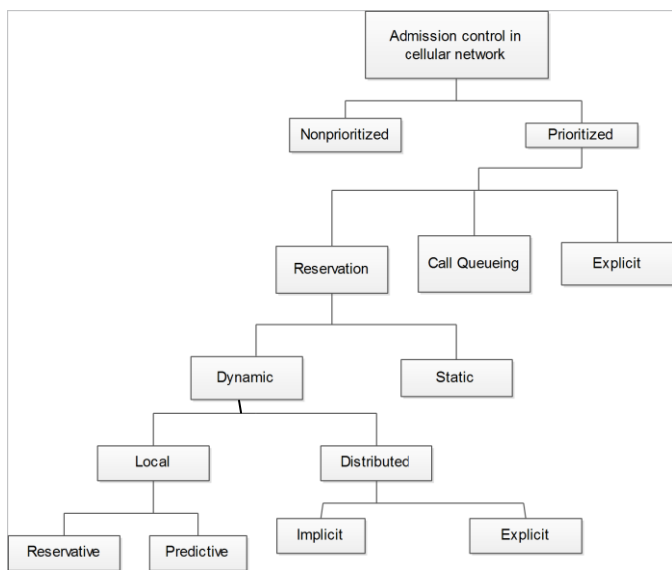 Admission control in
cellular network
Nonprioritized
Prioritized
Reservation
Call Queueing
Explicit
Dynamic
Static
Local
Distributed
Reservative
Predictive
Implicit
Explicit